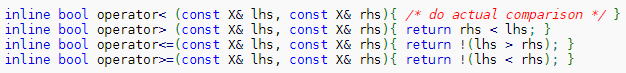 inline bool operator< (const X& lhs, const X& rhs){ /* do actual comparison */ }
inline bool operator> (const X& lhs, const X& rhs){ return rhs < lhs; }
inline bool operator<=(const X& lhs, const X& rhs){ return !(lhs > rhs); }
inline bool operator>=(const X& lhs, const X& rhs){ return !(lhs < rhs); }